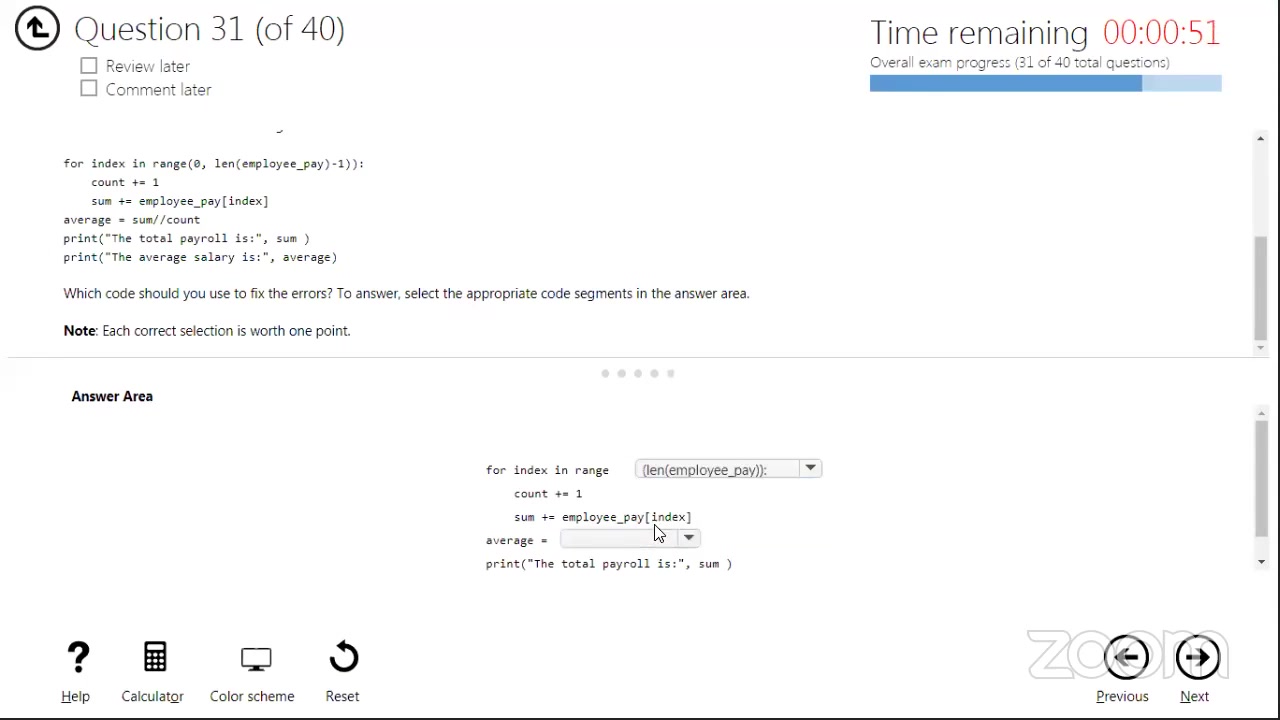 Question 31 (of 40)
Time remaining 00:00:51
Review later
Overall exam progress (31 of 40 total questions)
Comment later
for index in range(0, len(employee_pay)-1)):
count += 1
sum += employee_pay[index]
average = sum//count
print("The total payroll is:", sum )
print("The average salary is:", average)
Which code should you use to fix the errors? To answer, select the appropriate code segments in the answer area.
Note: Each correct selection is worth one point.
Answer Area
for index in range (len(employee_pay)):
count += 1
sum += employee_pay[index]
average =
print("The total payroll is:", sum )
zoom
Help Calculator Color scheme Reset Previous Next